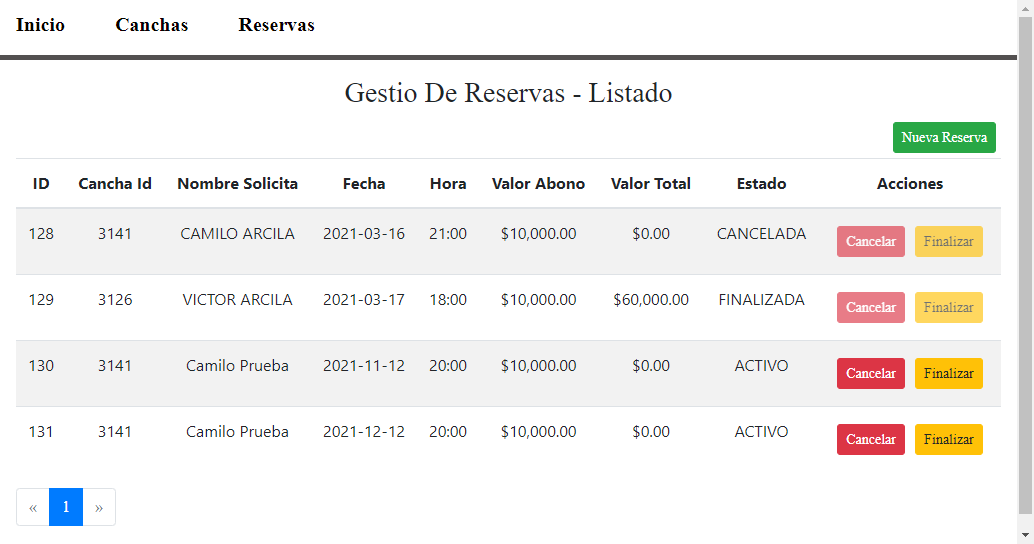 Inicio Canchas Reservas
Gestio De Reservas - Listado
Nueva Reserva
ID Cancha Id Nombre Solicita Fecha Hora Valor Abono Valor Total Estado Acciones
128 3141 CAMILO ARCILA 2021-03-16 21:00 $10,000.00 $0.00 CANCELADA Cancelar Finalizar
129 3126 VICTOR ARCILA 2021-03-17 18:00 $10,000.00 $60,000.00 FINALIZADA Cancelar Finalizar
130 3141 Camilo Prueba 2021-11-12 20:00 $10,000.00 $0.00 ACTIVO Cancelar Finalizar
131 3141 Camilo Prueba 2021-12-12 20:00 $10,000.00 $0.00 ACTIVO Cancelar Finalizar
« 1 »